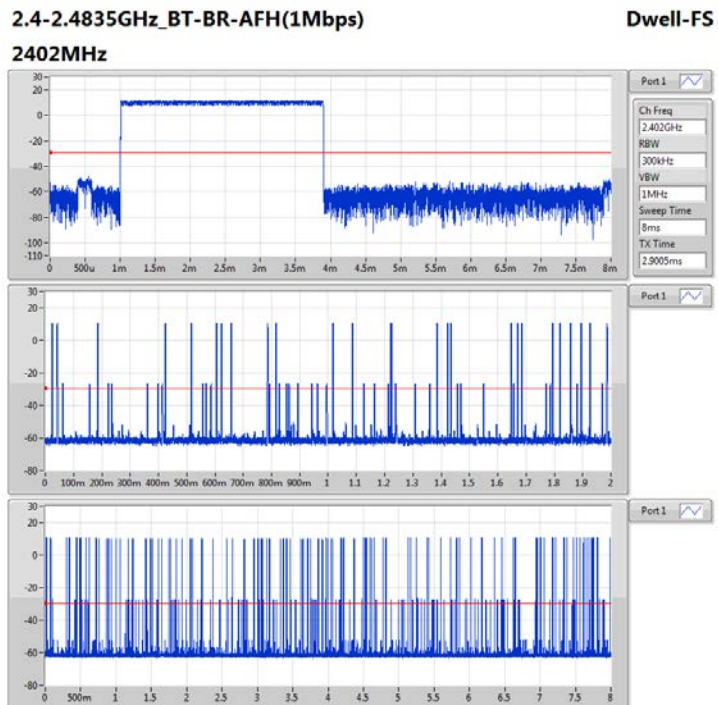 2.4-2.4835GHz_BT-BR-AFH(1Mbps)
Dwell-FS
2402MHz
Port 1
Ch Freq
2.402GHz
RBW
300kHz
VBW
1MHz
Sweep Time
8ms
TX Time
2.9005ms
30
20
0
-20
-40
-60
-80
-100
-110
0 500u 1m 1.5m 2m 2.5m 3m 3.5m 4m 4.5m 5m 5.5m 6m 6.5m 7m 7.5m 8m
Port 1
30
20
0
-20
-40
-60
-80
0 100m 200m 300m 400m 500m 600m 700m 800m 900m 1 1.1 1.2 1.3 1.4 1.5 1.6 1.7 1.8 1.9 2
Port 1
30
20
0
-20
-40
-60
-80
0 500m 1 1.5 2 2.5 3 3.5 4 4.5 5 5.5 6 6.5 7 7.5 8